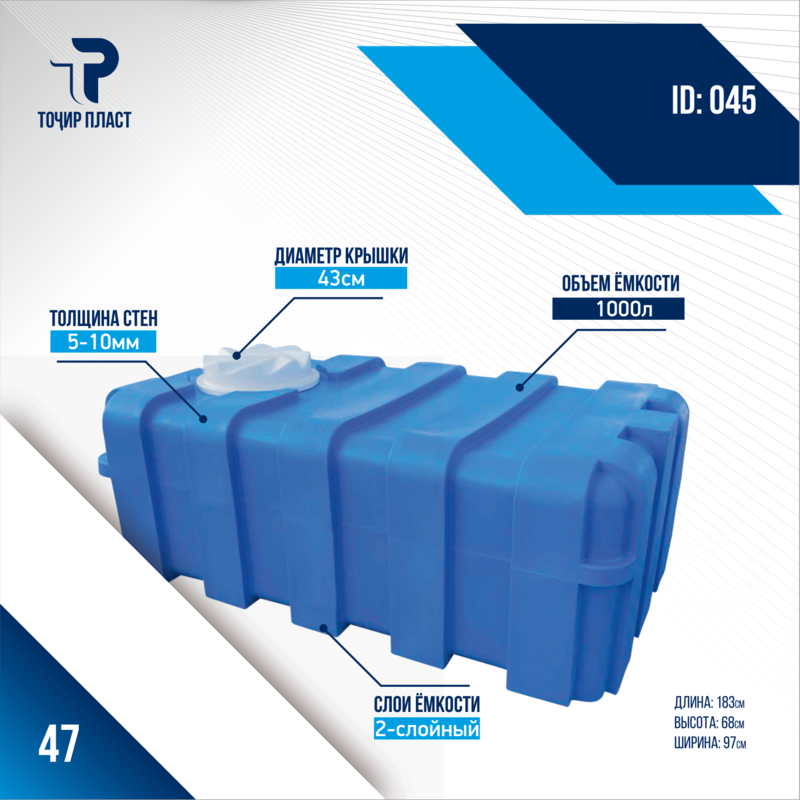 ТОҶИР ПЛАСТ
ID: 045
ДИАМЕТР КРЫШКИ
43см
ОБЪЕМ ЁМКОСТИ
1000л
ТОЛЩИНА СТЕН
5-10мм
СЛОИ ЁМКОСТИ
2-слойный
ДЛИНА: 183см
ВЫСОТА: 68см
ШИРИНА: 97см
47